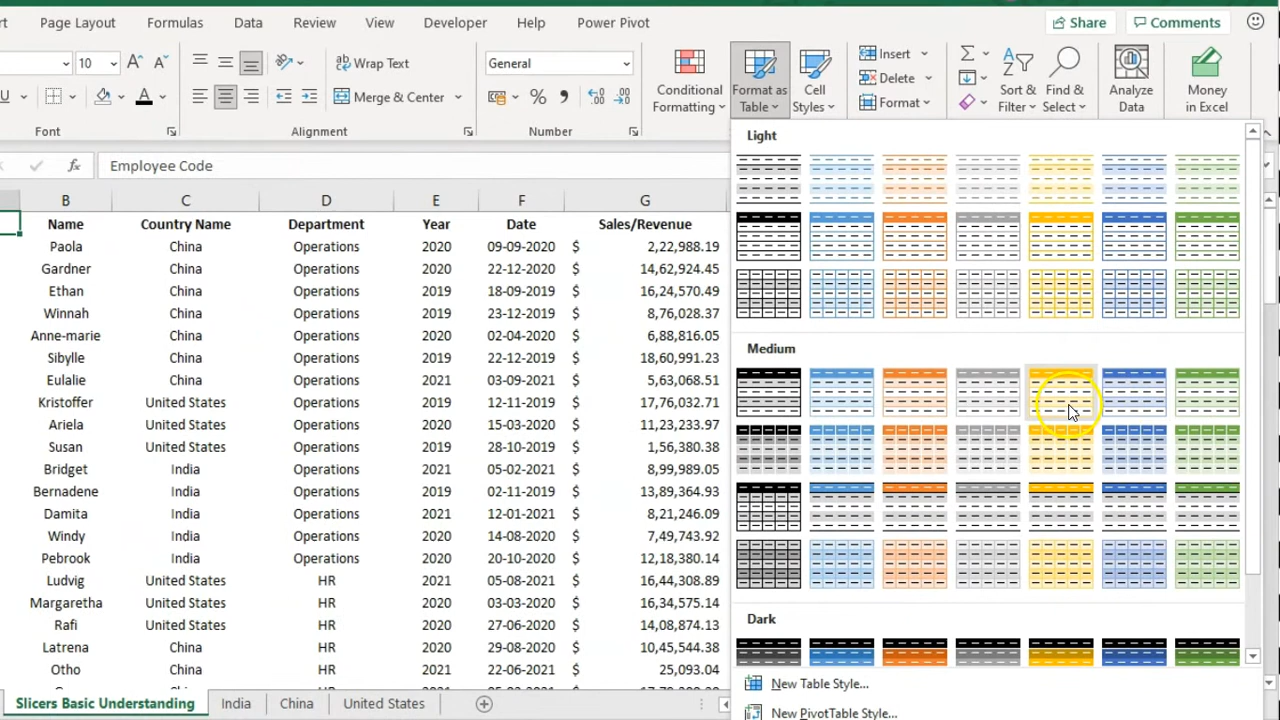 Page Layout Formulas Data Review View Developer Help Power Pivot Share Comments
10 A A Wrap Text General Insert
Merge & Center % Conditional Formatting Format as Table Cell Styles Delete Format Sort & Filter Find & Select Analyze Data Money in Excel
Font Alignment Number
fx Employee Code
B C D E F G
Name Country Name Department Year Date Sales/Revenue
Paola China Operations 2020 09-09-2020 $ 2,22,988.19
Gardner China Operations 2020 22-12-2020 $ 14,62,924.45
Ethan China Operations 2019 18-09-2019 $ 16,24,570.49
Winnah China Operations 2019 23-12-2019 $ 8,76,028.37
Anne-marie China Operations 2020 02-04-2020 $ 6,88,816.05
Sibylle China Operations 2019 22-12-2019 $ 18,60,991.23
Eulalie China Operations 2021 03-09-2021 $ 5,63,068.51
Kristoffer United States Operations 2019 12-11-2019 $ 17,76,032.71
Ariela United States Operations 2020 15-03-2020 $ 11,23,233.97
Susan United States Operations 2019 28-10-2019 $ 1,56,380.38
Bridget India Operations 2021 05-02-2021 $ 8,99,989.05
Bernadene India Operations 2019 02-11-2019 $ 13,89,364.93
Damita India Operations 2021 12-01-2021 $ 8,21,246.09
Windy India Operations 2020 14-08-2020 $ 7,49,743.92
Pebrook India Operations 2020 20-10-2020 $ 12,18,380.14
Ludvig United States HR 2021 05-08-2021 $ 16,44,308.89
Margaretha United States HR 2020 03-03-2020 $ 16,34,575.14
Rafi United States HR 2020 27-06-2020 $ 14,08,874.13
Latrena China HR 2020 29-08-2020 $ 10,45,544.38
Otho China HR 2021 22-06-2021 $ 25,093.04
Light
Medium
Dark
New Table Style...
New PivotTable Style...
Slicers Basic Understanding India China United States